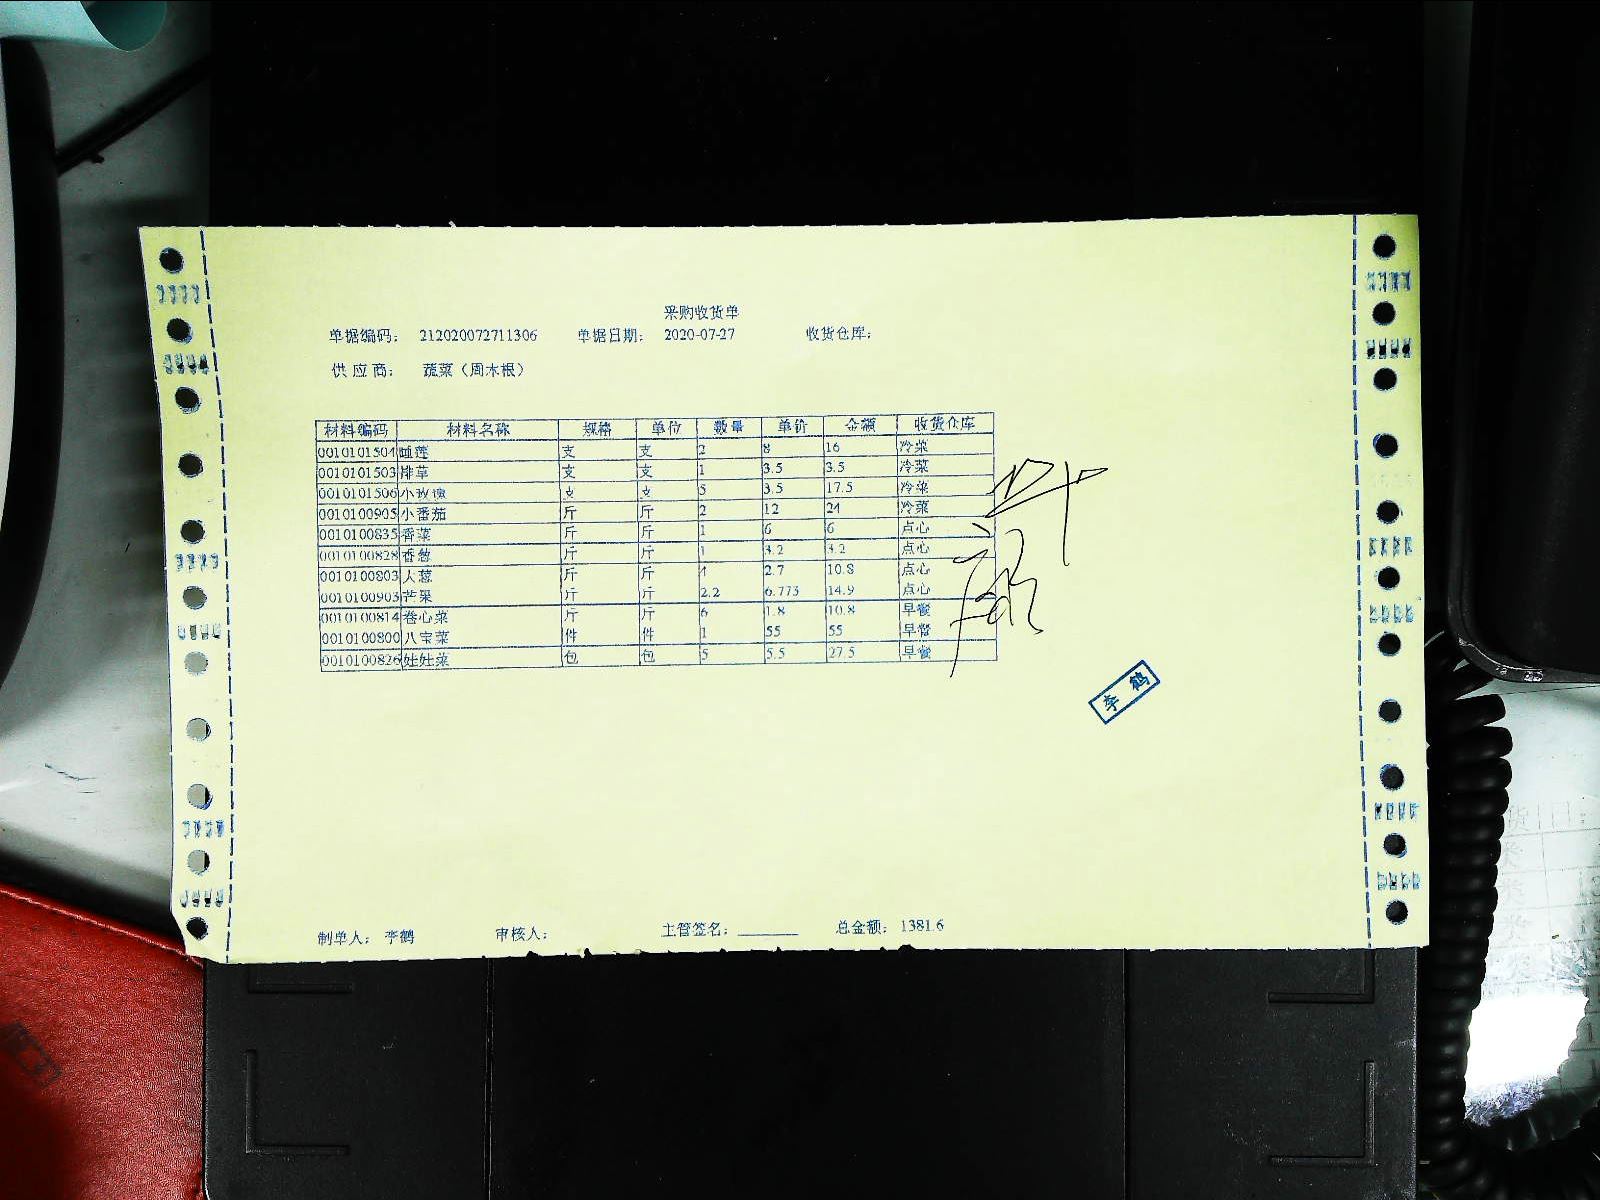 采购收货单
单据编码： 212020072711306 单据日期： 2020-07-27 收货仓库：
供 应 商： 蔬菜（周木根）
材料编码 材料名称 规格 单位 数量 单价 金额 收货仓库
0010101504 睡莲 支 支 2 8 16 冷菜
0010101503 排草 支 支 1 3.5 3.5 冷菜
0010101506 小玫瑰 支 支 5 3.5 17.5 冷菜
0010100905 小番茄 斤 斤 2 12 24 冷菜
0010100835 香菜 斤 斤 1 6 6 点心
0010100828 香葱 斤 斤 1 3.2 3.2 点心
0010100803 大葱 斤 斤 4 2.7 10.8 点心
0010100903 芒果 斤 斤 2.2 6.773 14.9 点心
0010100814 卷心菜 斤 斤 6 1.8 10.8 早餐
0010100800 八宝菜 件 件 1 55 55 早餐
0010100826 娃娃菜 包 包 5 5.5 27.5 早餐
李鹤
制单人： 李鹤 审核人： 主管签名： 总金额： 1381.6